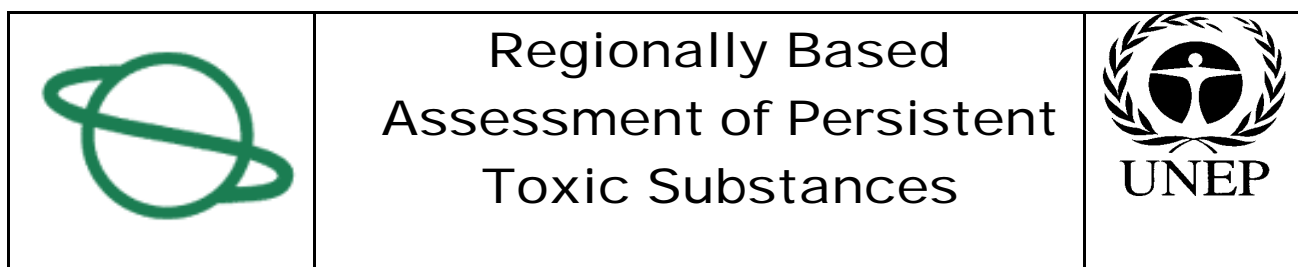 Regionally Based
Assessment of Persistent
Toxic Substances
UNEP